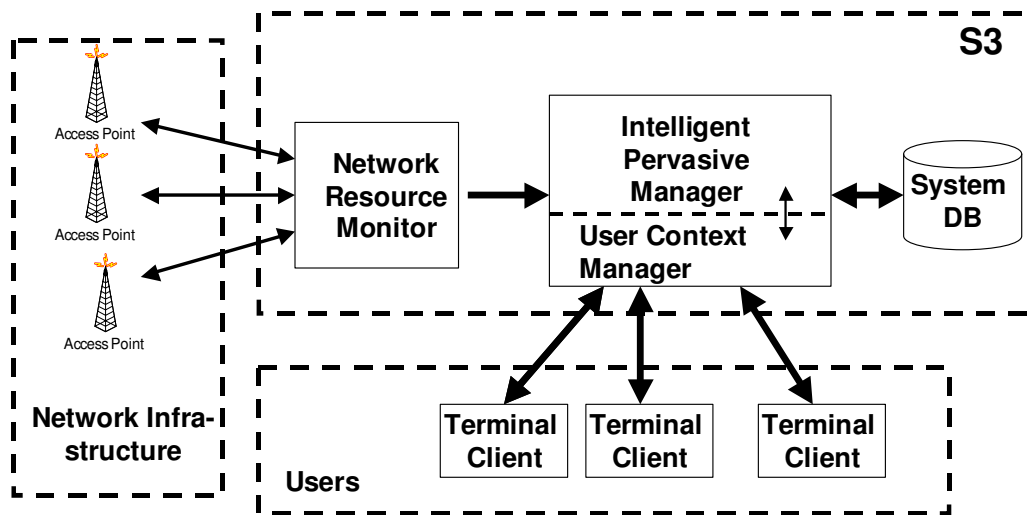 S3
Access Point
Access Point
Access Point
Network Infra-
structure
Network
Resource
Monitor
Intelligent
Pervasive
Manager
User Context
Manager
System
DB
Terminal
Client
Terminal
Client
Terminal
Client
Users